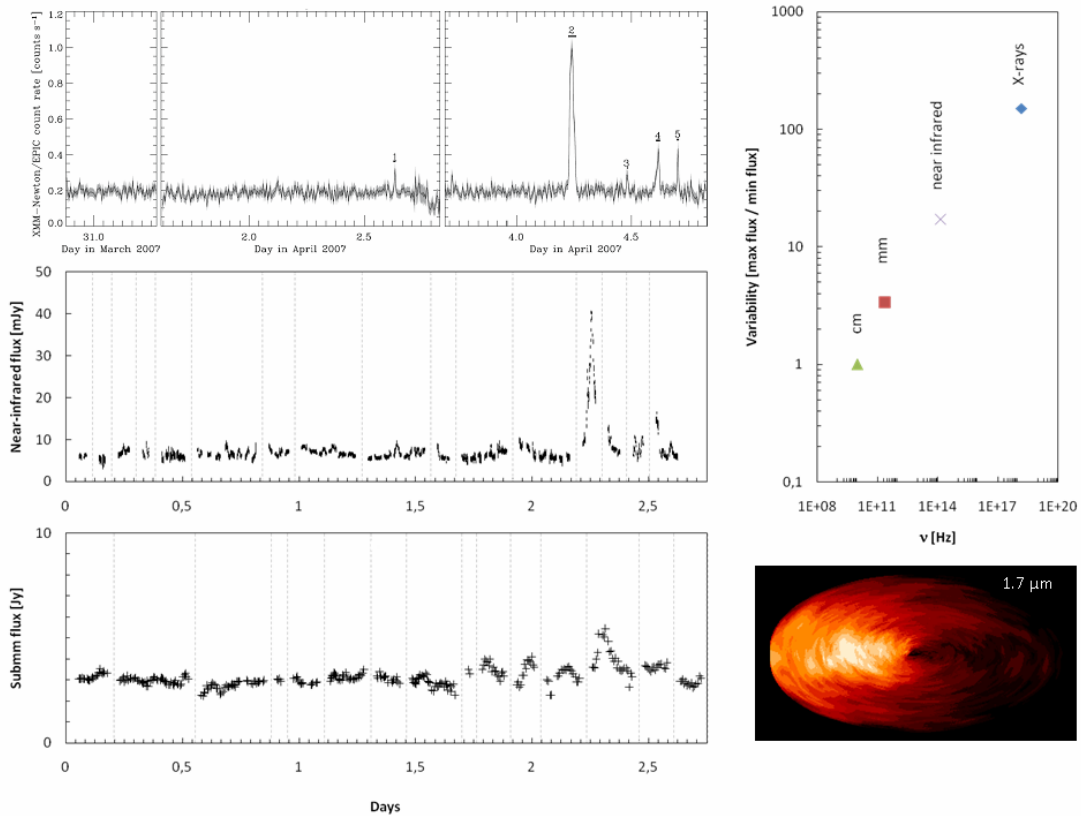 XMM-Newton/EPIC count rate [counts s⁻¹]
1.2
1.0
0.8
0.6
0.4
0.2
0.0
1
2
3
4
5
31.0
2.0
2.5
4.0
4.5
Day in March 2007
Day in April 2007
Day in April 2007
Near-infrared flux [mJy]
50
40
30
20
10
0
0
0,5
1
1,5
2
2,5
Submm flux [Jy]
10
5
0
0
0,5
1
1,5
2
2,5
Days
Variability [max flux / min flux]
1000
100
10
1
0,1
cm
mm
near infrared
X-rays
1E+08
1E+11
1E+14
1E+17
1E+20
ν [Hz]
1.7 μm